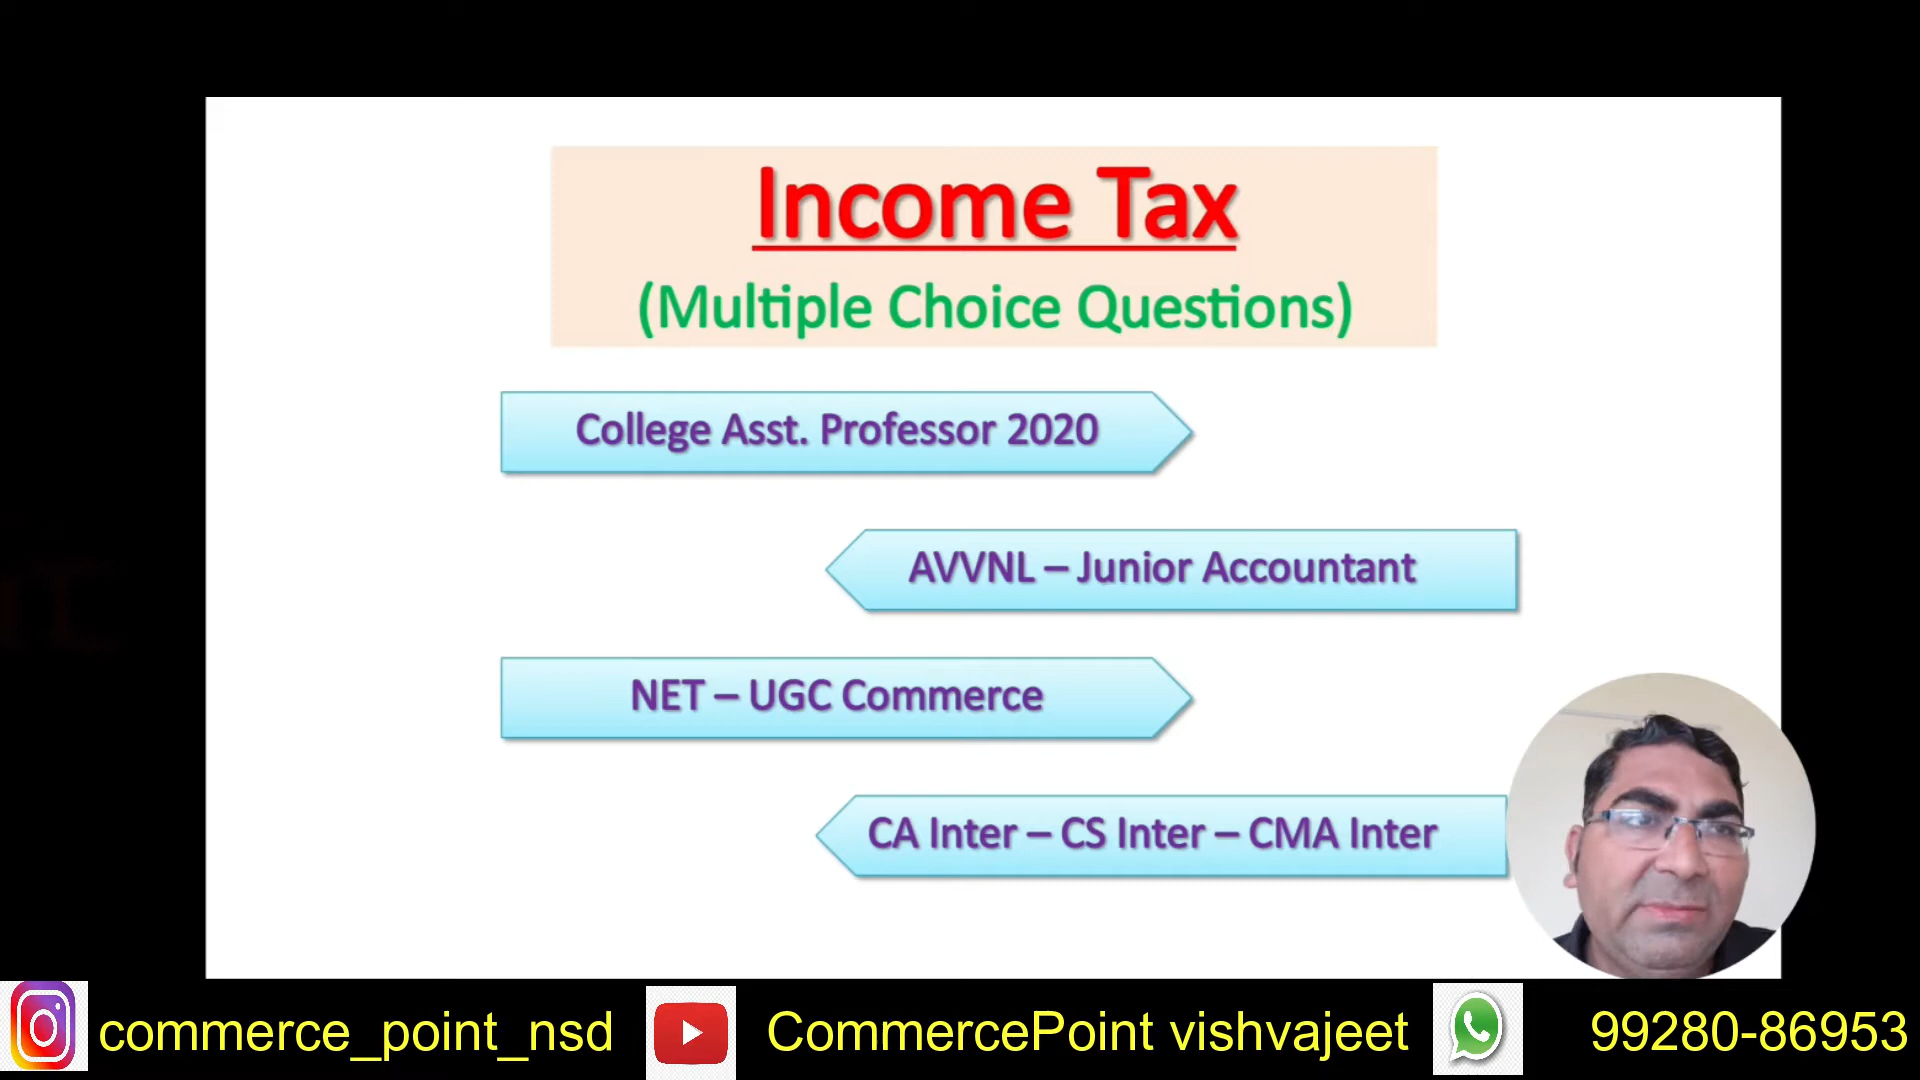 Income Tax
(Multiple Choice Questions)
College Asst. Professor 2020
AVVNL – Junior Accountant
NET – UGC Commerce
CA Inter – CS Inter – CMA Inter
commerce_point_nsd CommercePoint vishvajeet 99280-86953